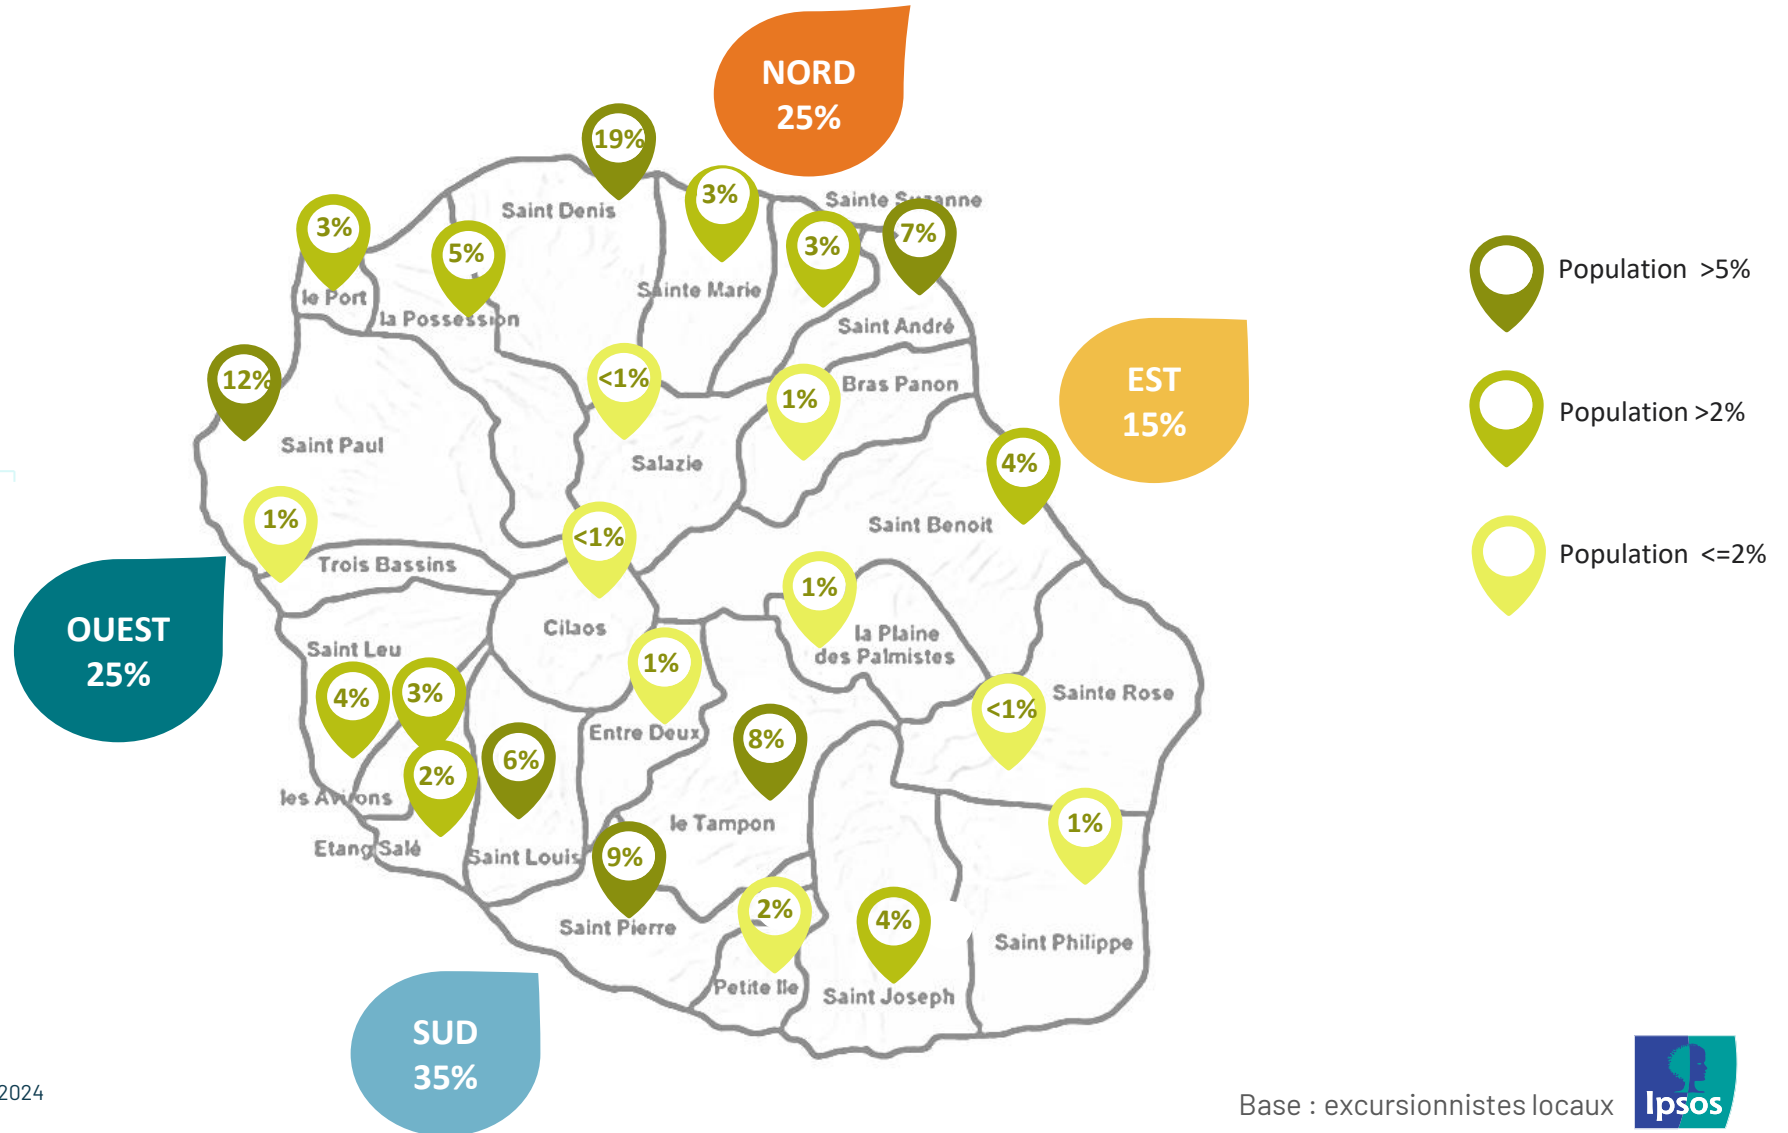 NORD
25%
19%
3%
Sainte Suzanne
Saint Denis
3%
5%
3%
7%
Population >5%
Sainte Marie
le Port
la Possession
Saint André
12%
<1%
1%
Bras Panon
EST
15%
Population >2%
Saint Paul
Salazie
4%
1%
<1%
Saint Benoit
Population <=2%
Trois Bassins
1%
OUEST
25%
Cilaos
la Plaine
des Palmistes
Saint Leu
1%
4%
3%
Sainte Rose
<1%
Entre Deux
8%
6%
2%
les Avirons
le Tampon
1%
Etang Salé
Saint Louis
9%
2%
4%
Saint Pierre
Saint Philippe
Petite Ile
Saint Joseph
SUD
35%
2024
Base : excursionnistes locaux
Ipsos